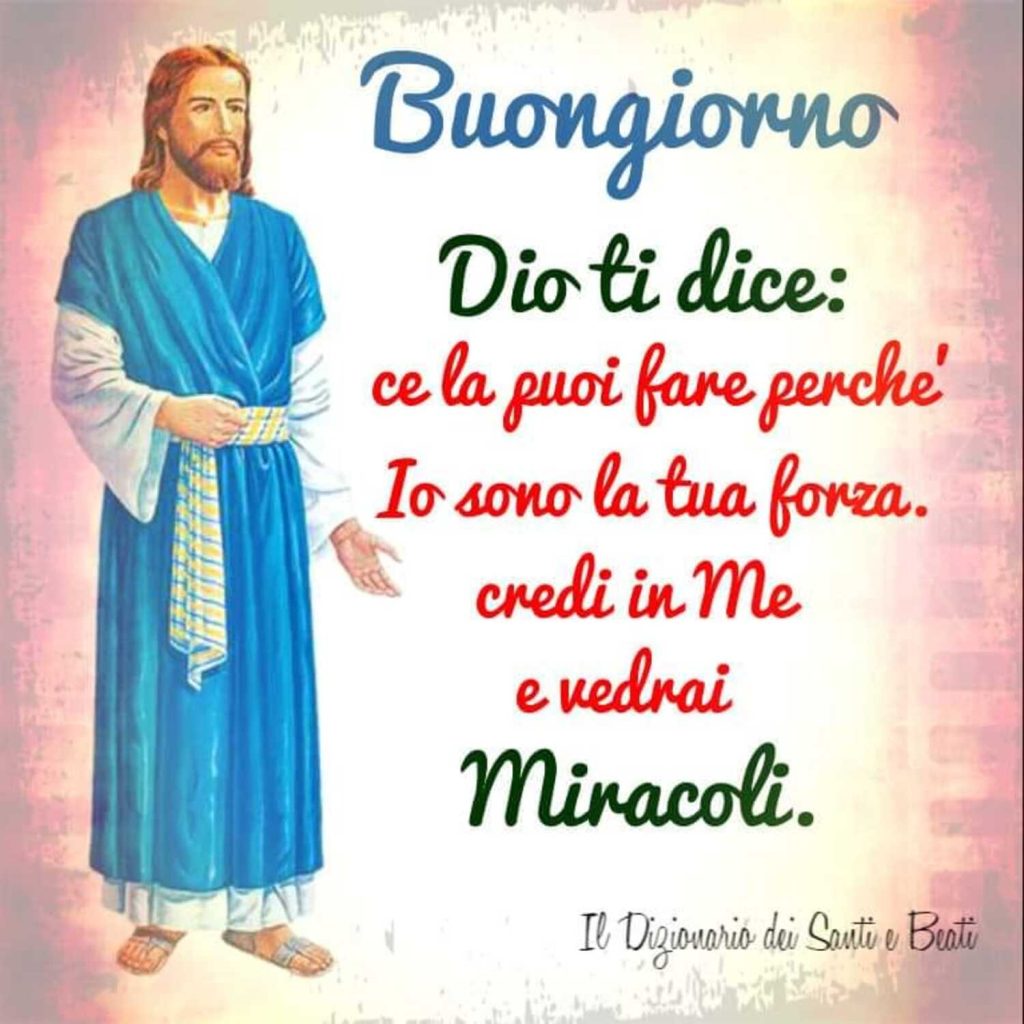 Buongiorno
Dio ti dice:
ce la puoi fare perche'
Io sono la tua forza.
credi in Me
e vedrai
Miracoli.
Il Dizionario dei Santi e Beati